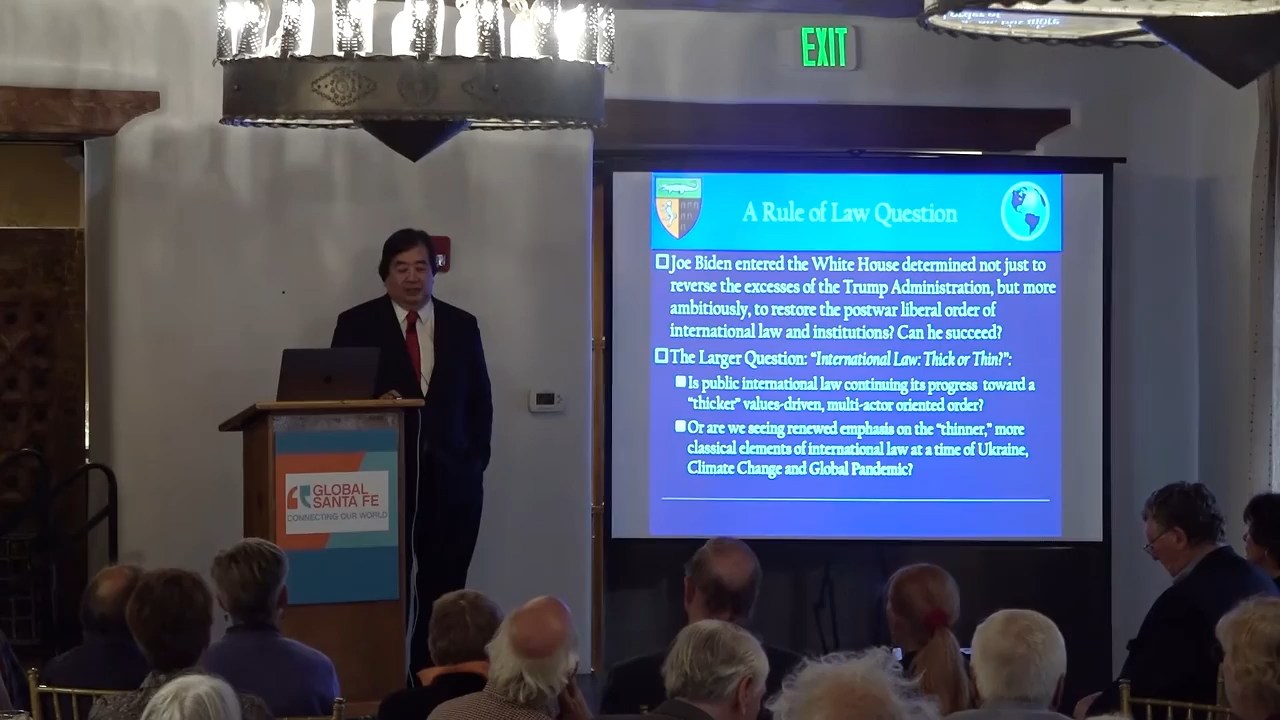 EXIT
A Rule of Law Question
Joe Biden entered the White House determined not just to
reverse the excesses of the Trump Administration, but more
ambitiously, to restore the postwar liberal order of
international law and institutions? Can he succeed?
The Larger Question: “International Law: Thick or Thin?”:
Is public international law continuing its progress toward a
“thicker” values-driven, multi-actor oriented order?
Or are we seeing renewed emphasis on the “thinner,” more
classical elements of international law at a time of Ukraine,
Climate Change and Global Pandemic?
GLOBAL
SANTA FE
CONNECTING OUR WORLD